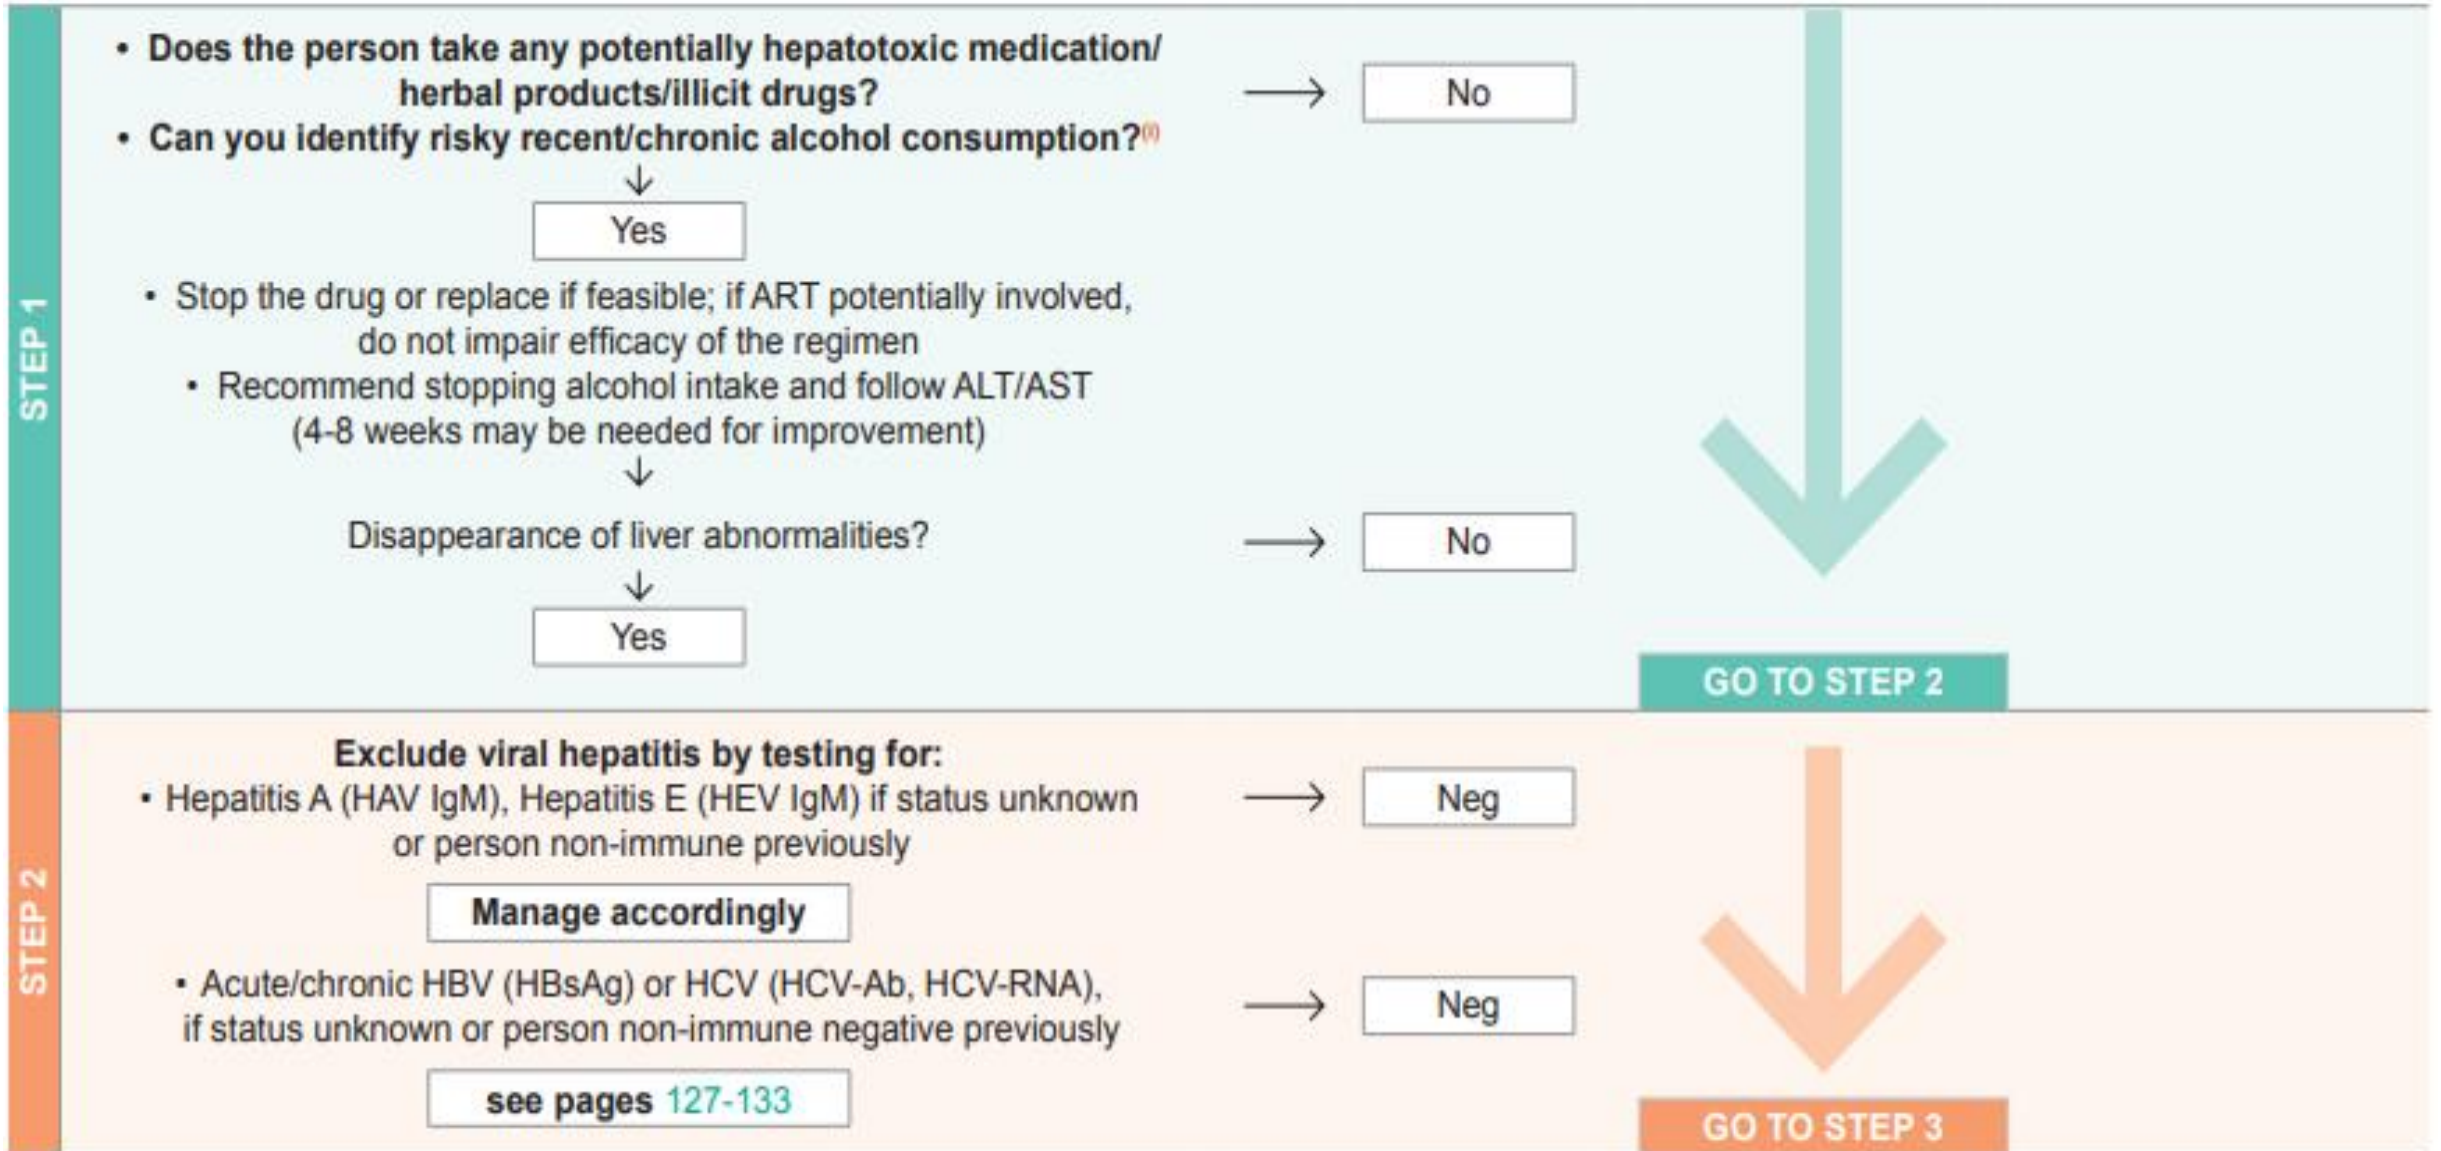 STEP 1
• Does the person take any potentially hepatotoxic medication/
herbal products/illicit drugs?
• Can you identify risky recent/chronic alcohol consumption?(i)
No
Yes
• Stop the drug or replace if feasible; if ART potentially involved,
do not impair efficacy of the regimen
• Recommend stopping alcohol intake and follow ALT/AST
(4-8 weeks may be needed for improvement)
Disappearance of liver abnormalities?
No
Yes
GO TO STEP 2
STEP 2
Exclude viral hepatitis by testing for:
• Hepatitis A (HAV IgM), Hepatitis E (HEV IgM) if status unknown
or person non-immune previously
Neg
Manage accordingly
• Acute/chronic HBV (HBsAg) or HCV (HCV-Ab, HCV-RNA),
if status unknown or person non-immune negative previously
Neg
see pages 127-133
GO TO STEP 3